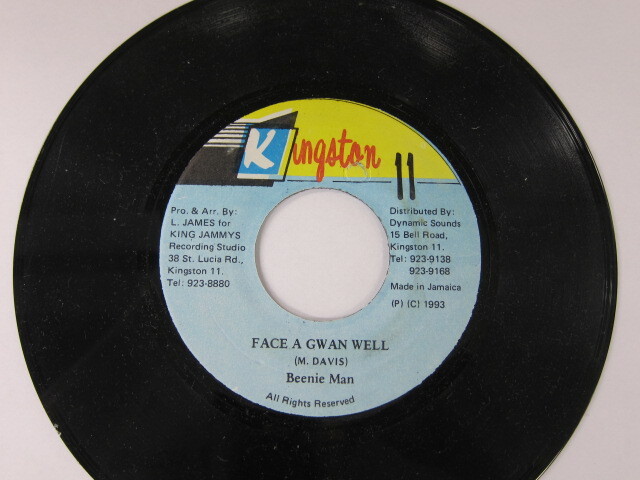 Kingston 11
Pro. & Arr. By:
L. JAMES for
KING JAMMYS
Recording Studio
38 St. Lucia Rd.,
Kingston 11.
Tel: 923-8880
Distributed By:
Dynamic Sounds
15 Bell Road,
Kingston 11.
Tel: 923-9138
923-9168
Made in Jamaica
(P) (C) 1993
FACE A GWAN WELL
(M. DAVIS)
Beenie Man
All Rights Reserved